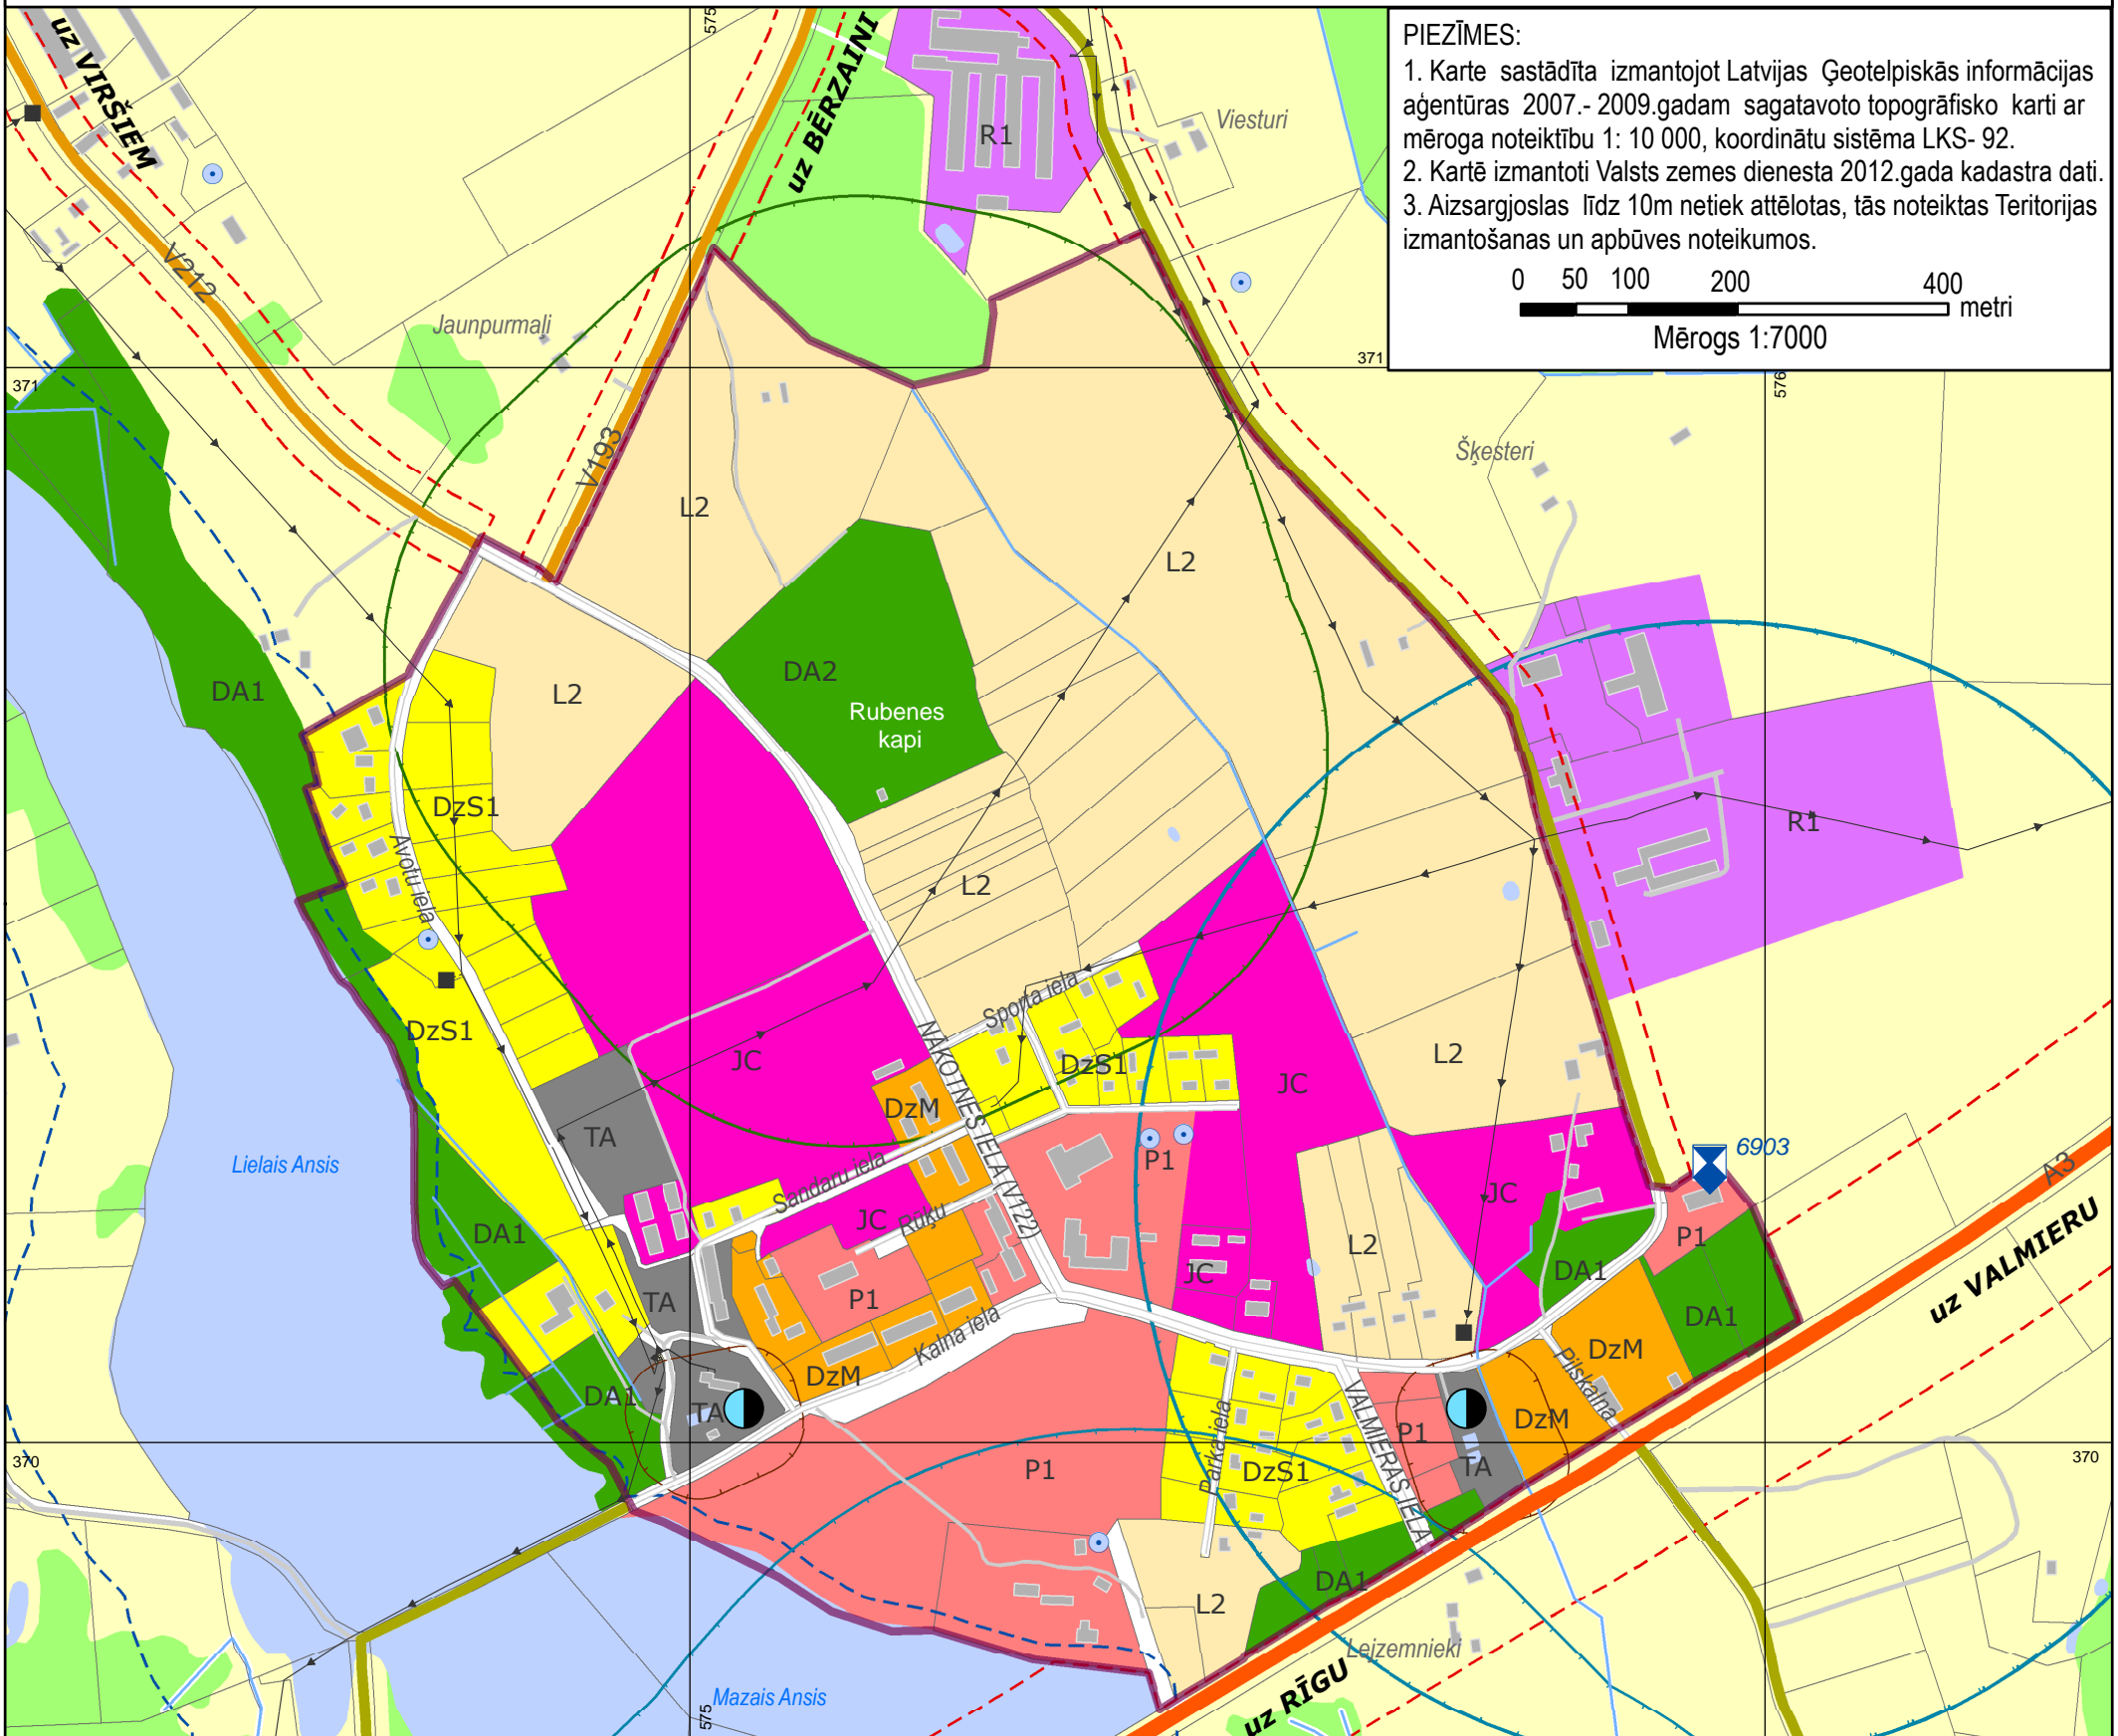 PIEZĪMES:
1. Karte sastādīta izmantojot Latvijas Ģeotelpiskās informācijas
aģentūras 2007.- 2009.gadam sagatavoto topogrāfisko karti ar
mēroga noteiktību 1: 10 000, koordinātu sistēma LKS- 92.
2. Kartē izmantoti Valsts zemes dienesta 2012.gada kadastra dati.
3. Aizsargjoslas līdz 10m netiek attēlotas, tās noteiktas Teritorijas
izmantošanas un apbūves noteikumos.
0 50 100 200 400
metri
Mērogs 1:7000
uz VIRŠIEM
uz BĒRZAINI
575
R1
Viesturi
V212
Jaunpurmaļi
371
371
576
V193
Šķesteri
L2
L2
DA2
Rubenes
kapi
DA1
L2
DzS1
R1
Avotu iela
L2
Sporta iela
DzS1
NĀKOTNES IELA (V122)
JC
DzS1
L2
JC
DzM
TA
6903
P1
A3
Lielais Ansis
Sandaru iela
JC
Rūķu
JC
DA1
L2
P1
uz VALMIERU
JC
DA1
TA
P1
DA1
Kalna iela
DzM
DzM
Pilskalna
DA1
TA
VALMIERAS IELA
Parka iela
P1
DzM
370
370
P1
DzS1
TA
DA1
L2
Lejzemnieki
uz RĪGU
Mazais Ansis
575